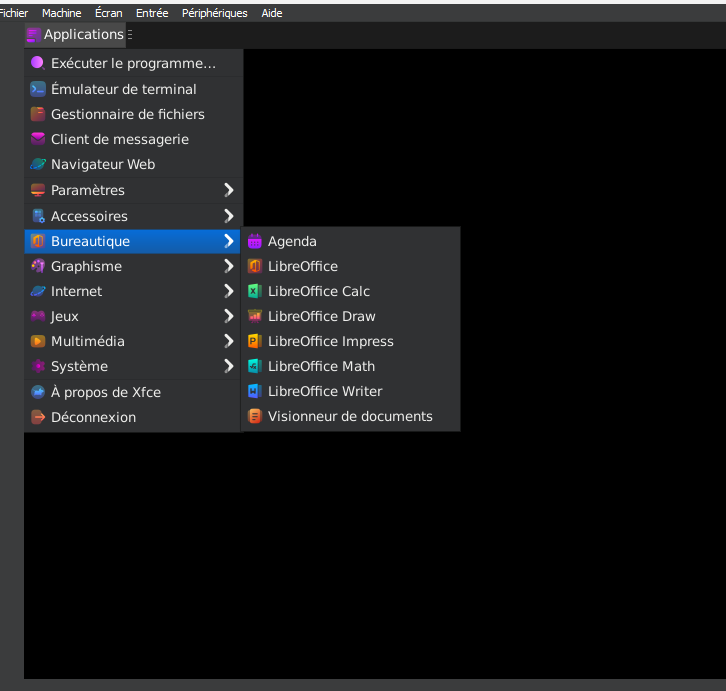 Fichier Machine Écran Entrée Périphériques Aide
Applications
Exécuter le programme...
Émulateur de terminal
Gestionnaire de fichiers
Client de messagerie
Navigateur Web
Paramètres
Accessoires
Bureautique
Graphisme
Internet
Jeux
Multimédia
Système
À propos de Xfce
Déconnexion
Agenda
LibreOffice
LibreOffice Calc
LibreOffice Draw
LibreOffice Impress
LibreOffice Math
LibreOffice Writer
Visionneur de documents